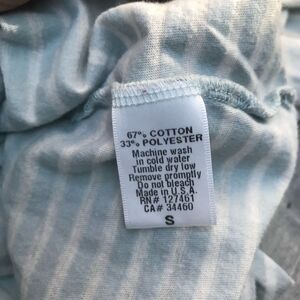 67% COTTON
33% POLYESTER
Machine wash
in cold water
Tumble dry low
Remove promptly
Do not bleach
Made in U.S.A.
RN# 127461
CA# 34460
S